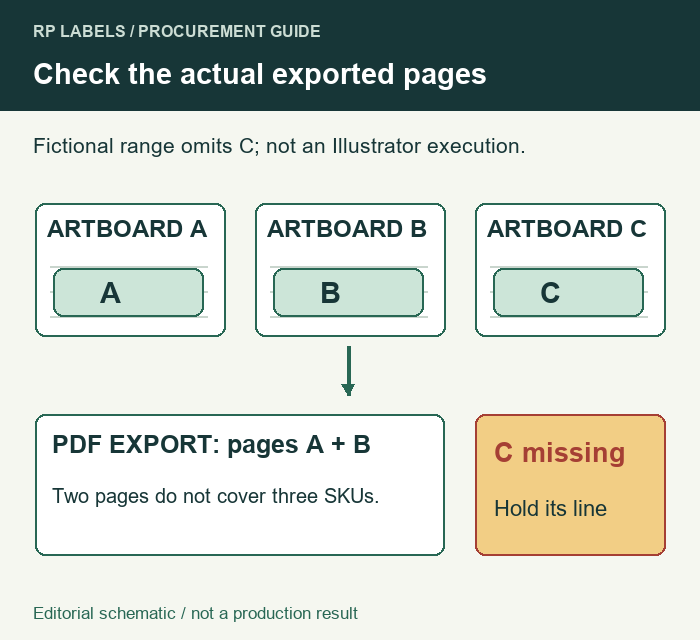 RP LABELS / PROCUREMENT GUIDE
Check the actual exported pages
Fictional range omits C; not an Illustrator execution.
ARTBOARD A
ARTBOARD B
ARTBOARD C
A
B
C
PDF EXPORT: pages A + B
Two pages do not cover three SKUs.
C missing
Hold its line
Editorial schematic / not a production result